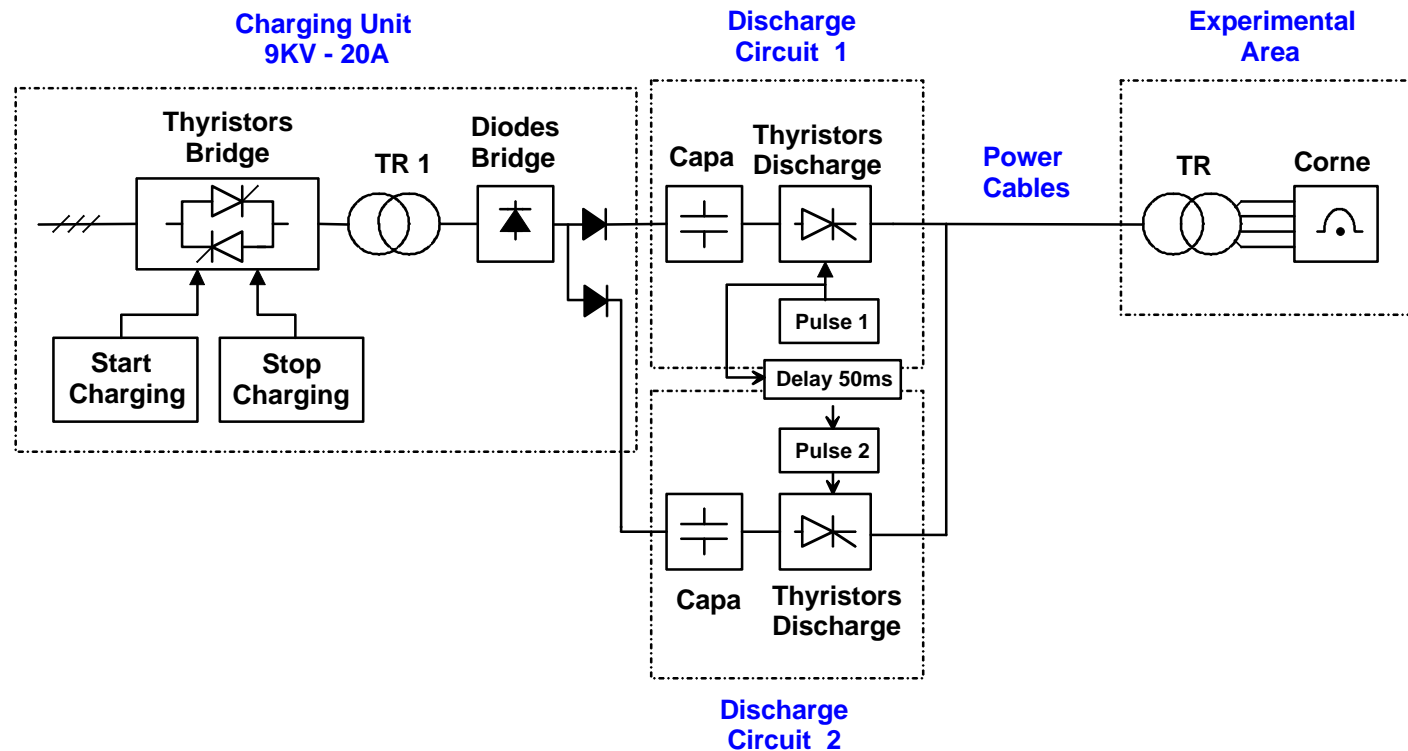 Charging Unit
9KV - 20A
Discharge
Circuit 1
Experimental
Area
Thyristors
Bridge
TR 1
Diodes
Bridge
Capa
Thyristors
Discharge
Power
Cables
TR
Corne
Pulse 1
Start
Charging
Stop
Charging
Delay 50ms
Pulse 2
Capa
Thyristors
Discharge
Discharge
Circuit 2